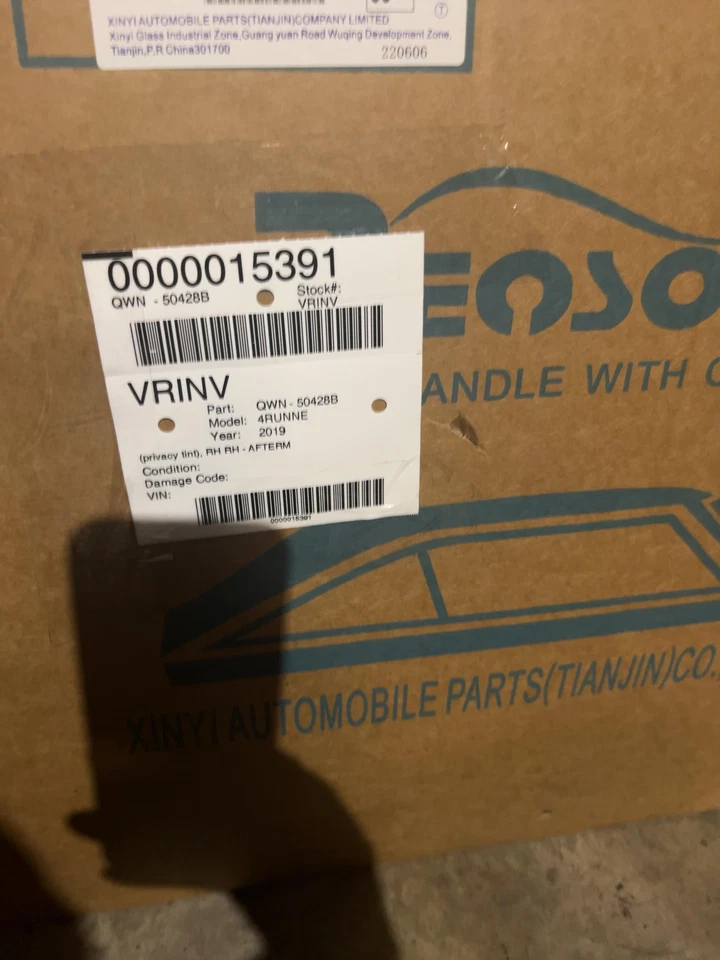 XINYI AUTOMOBILE PARTS(TIANJIN)COMPANY LIMITED
Xinyi Glass Industrial Zone,Guang yuan Road Wuqing Development Zone,
Tianjin,P,R China301700
220606
0000015391
QWN - 50428B
Stock#:
VRINV
VRINV
Part: QWN - 50428B
Model: 4RUNNE
Year: 2019
(privacy tint), RH RH - AFTERM
Condition:
Damage Code:
VIN:
0000015391
HANDLE WITH
XINYI AUTOMOBILE PARTS(TIANJIN)CO.,